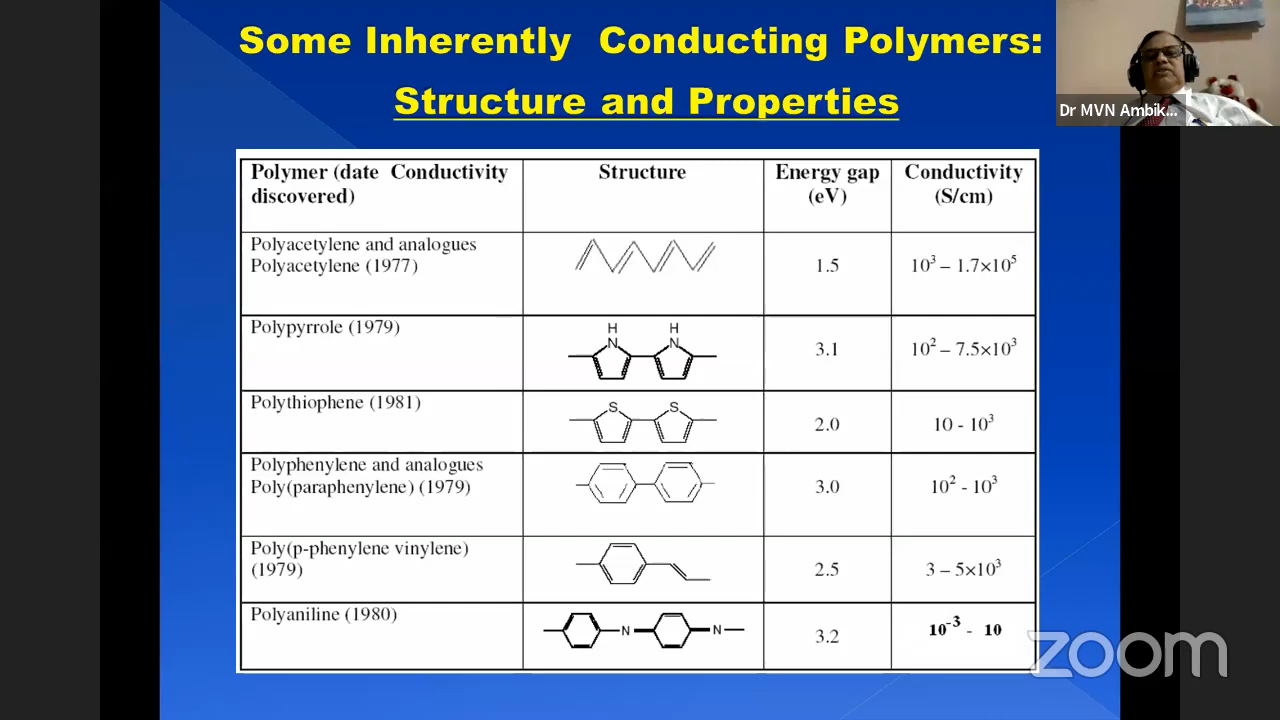 Some Inherently Conducting Polymers:
Structure and Properties
Dr MVN Ambik...
Polymer (date Conductivity
discovered)
Structure
Energy gap
(eV)
Conductivity
(S/cm)
Polyacetylene and analogues
Polyacetylene (1977)
1.5
10³ – 1.7×10⁵
Polypyrrole (1979)
H H
N N
3.1
10² – 7.5×10³
Polythiophene (1981)
S S
2.0
10 - 10³
Polyphenylene and analogues
Poly(paraphenylene) (1979)
3.0
10² - 10³
Poly(p-phenylene vinylene)
(1979)
2.5
3 – 5×10³
Polyaniline (1980)
N N
3.2
10⁻³ - 10
zoom